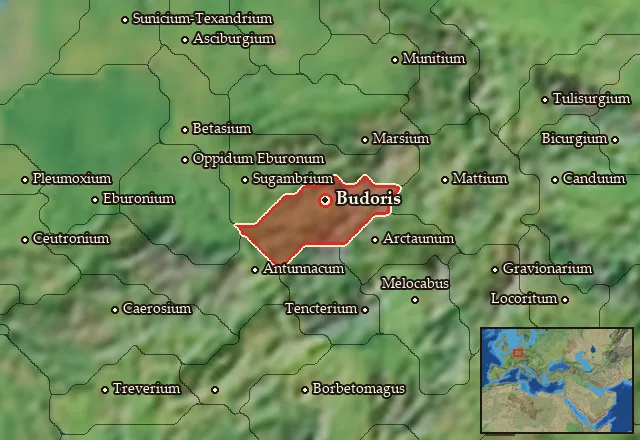 Sunicium-Texandrium
Asciburgium
Munitium
Tulisurgium
Betasium
Marsium
Bicurgium
Oppidum Eburonum
Pleumoxium
Sugambrium
Mattium
Canduum
Eburonium
Budoris
Ceutronium
Arctaunum
Antunnacum
Gravionarium
Melocabus
Locoritum
Caerosium
Tencterium
Treverium
Borbetomagus